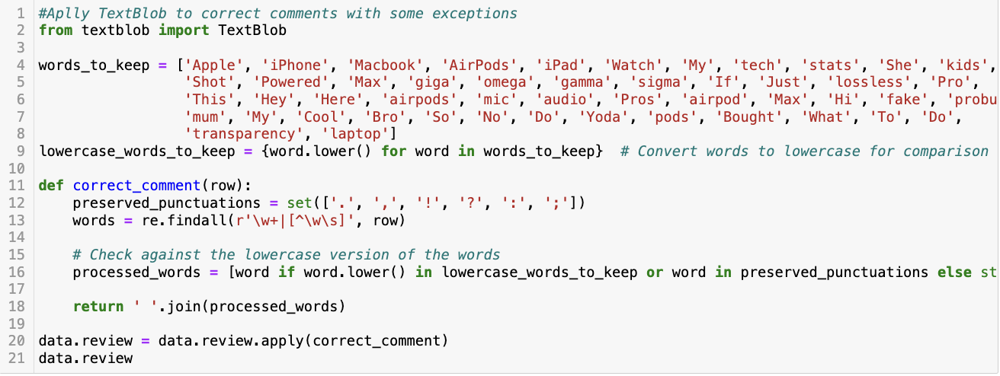 1 #Aplly TextBlob to correct comments with some exceptions
2 from textblob import TextBlob
3
4 words_to_keep = ['Apple', 'iPhone', 'Macbook', 'AirPods', 'iPad', 'Watch', 'My', 'tech', 'stats', 'She', 'kids',
5 'Shot', 'Powered', 'Max', 'giga', 'omega', 'gamma', 'sigma', 'If', 'Just', 'lossless', 'Pro',
6 'This', 'Hey', 'Here', 'airpods', 'mic', 'audio', 'Pros', 'airpod', 'Max', 'Hi', 'fake', 'probu
7 'mum', 'My', 'Cool', 'Bro', 'So', 'No', 'Do', 'Yoda', 'pods', 'Bought', 'What', 'To', 'Do',
8 'transparency', 'laptop']
9 lowercase_words_to_keep = {word.lower() for word in words_to_keep} # Convert words to lowercase for comparison
10
11 def correct_comment(row):
12 preserved_punctuations = set(['.', ',', '!', '?', ':', ';'])
13 words = re.findall(r'\w+|[^\w\s]', row)
14
15 # Check against the lowercase version of the words
16 processed_words = [word if word.lower() in lowercase_words_to_keep or word in preserved_punctuations else st
17
18 return ' '.join(processed_words)
19
20 data.review = data.review.apply(correct_comment)
21 data.review